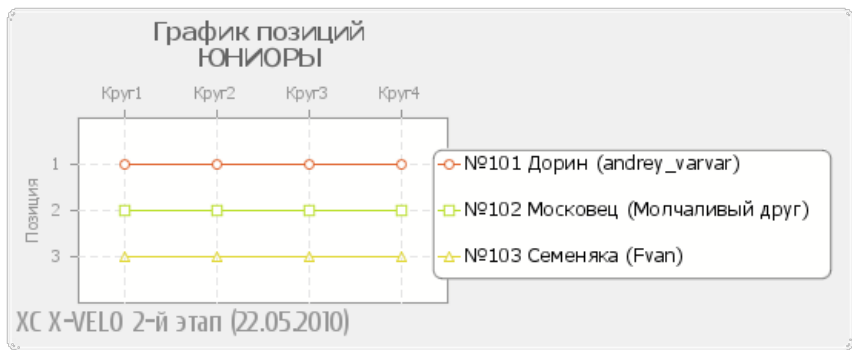 График позиций
ЮНИОРЫ
Круг1 Круг2 Круг3 Круг4
Позиция
1
2
3
№101 Дорин (andrey_varvar)
№102 Московец (Молчаливый друг)
№103 Семеняка (Fvan)
XC X-VELO 2-й этап (22.05.2010)